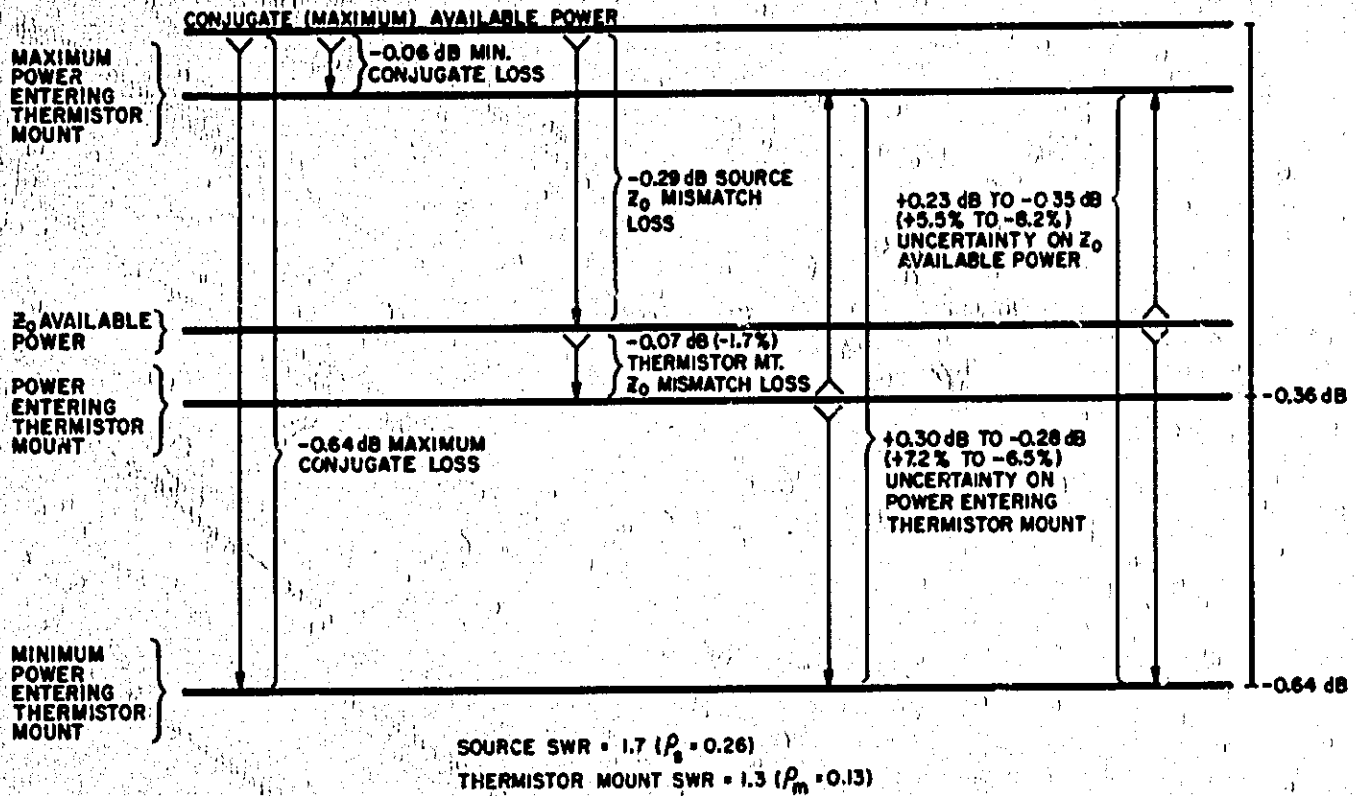 CONJUGATE (MAXIMUM) AVAILABLE POWER
MAXIMUM
POWER
ENTERING
THERMISTOR
MOUNT
-0.06 dB MIN.
CONJUGATE LOSS
-0.29 dB SOURCE
Z₀ MISMATCH
LOSS
+0.23 dB TO -0.35 dB
(+5.5% TO -8.2%)
UNCERTAINTY ON Z₀
AVAILABLE POWER
Z₀ AVAILABLE
POWER
-0.07 dB (-1.7%)
THERMISTOR MT.
Z₀ MISMATCH LOSS
POWER
ENTERING
THERMISTOR
MOUNT
-0.36 dB
-0.64 dB MAXIMUM
CONJUGATE LOSS
+0.30 dB TO -0.28 dB
(+7.2% TO -6.5%)
UNCERTAINTY ON
POWER ENTERING
THERMISTOR MOUNT
MINIMUM
POWER
ENTERING
THERMISTOR
MOUNT
-0.64 dB
SOURCE SWR = 1.7 (ρₛ = 0.26)
THERMISTOR MOUNT SWR = 1.3 (ρₘ = 0.13)